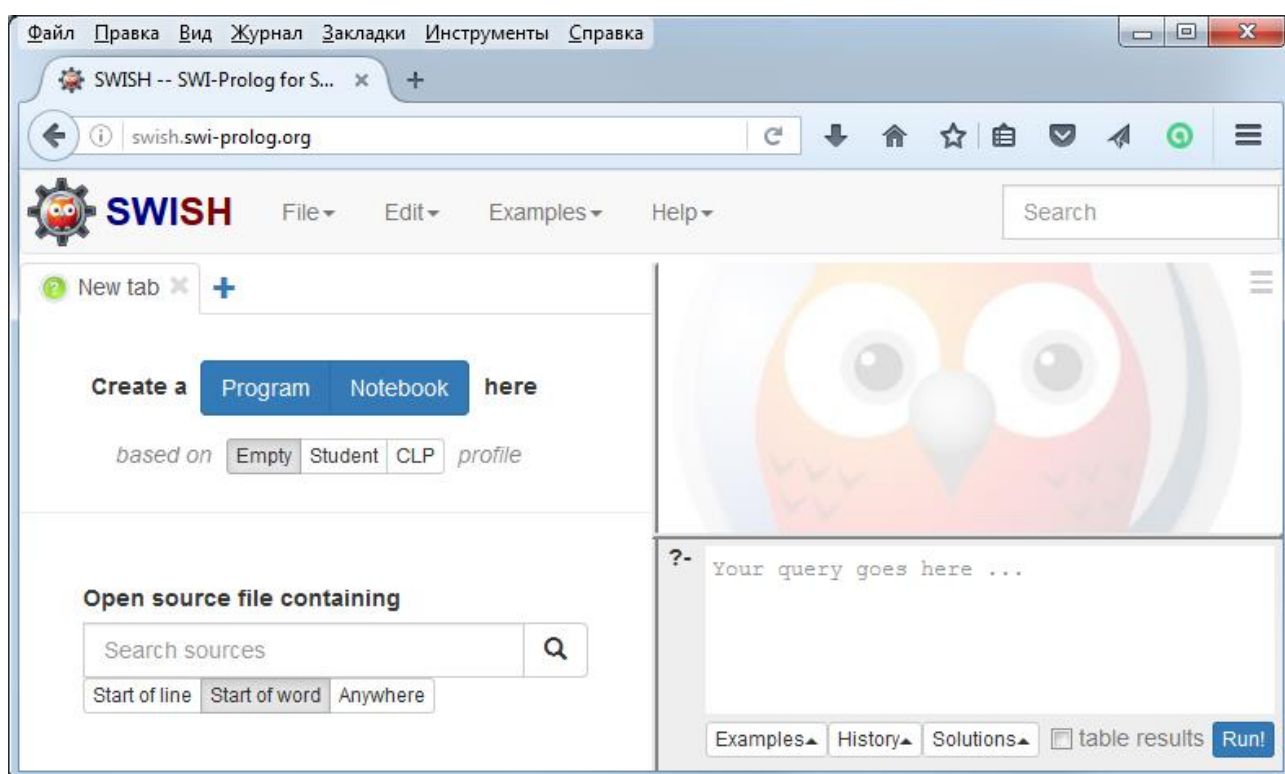 Файл Правка Вид Журнал Закладки Инструменты Справка
SWISH -- SWI-Prolog for S...
swish.swi-prolog.org
SWISH File Edit Examples Help Search
New tab
Create a Program Notebook here
based on Empty Student CLP profile
Open source file containing
Search sources
Start of line Start of word Anywhere
?- Your query goes here ...
Examples History Solutions table results Run!